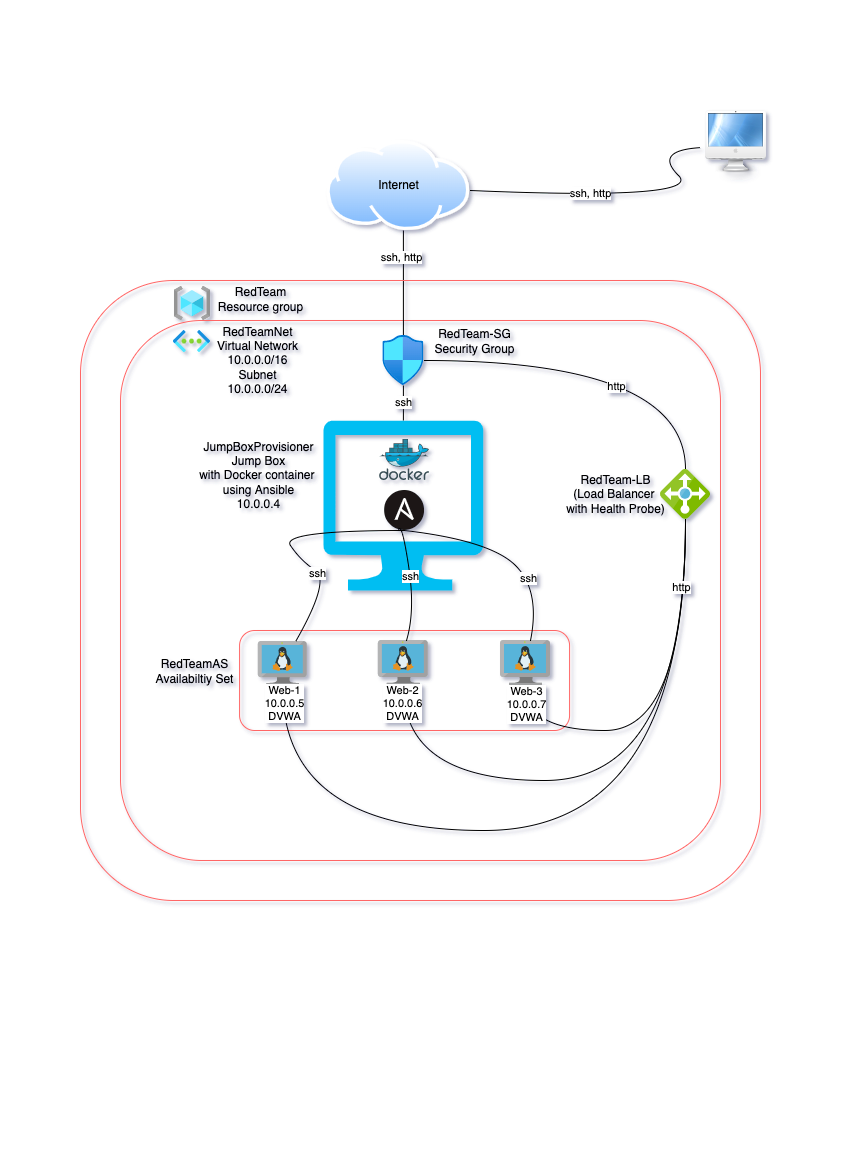 Internet
ssh, http
ssh, http
RedTeam
Resource group
RedTeamNet
Virtual Network
10.0.0.0/16
Subnet
10.0.0.0/24
RedTeam-SG
Security Group
http
ssh
JumpBoxProvisioner
Jump Box
with Docker container
using Ansible
10.0.0.4
docker
A
RedTeam-LB
(Load Balancer
with Health Probe)
ssh
ssh
ssh
http
RedTeamAS
Availabiltiy Set
Web-1
10.0.0.5
DVWA
Web-2
10.0.0.6
DVWA
Web-3
10.0.0.7
DVWA